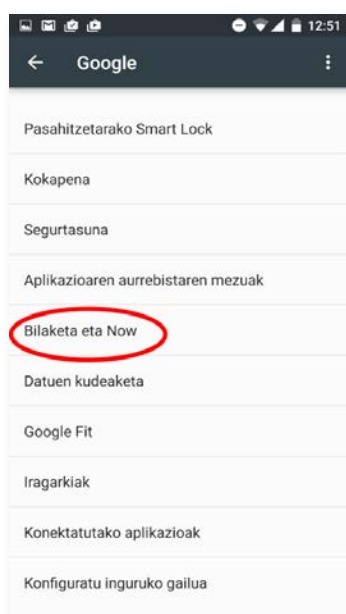 12:51
Google
Pasahitzetarako Smart Lock
Kokapena
Segurtasuna
Aplikazioaren aurrebistaren mezuak
Bilaketa eta Now
Datuen kudeaketa
Google Fit
Iragarkiak
Konektatutako aplikazioak
Konfiguratu inguruko gailua